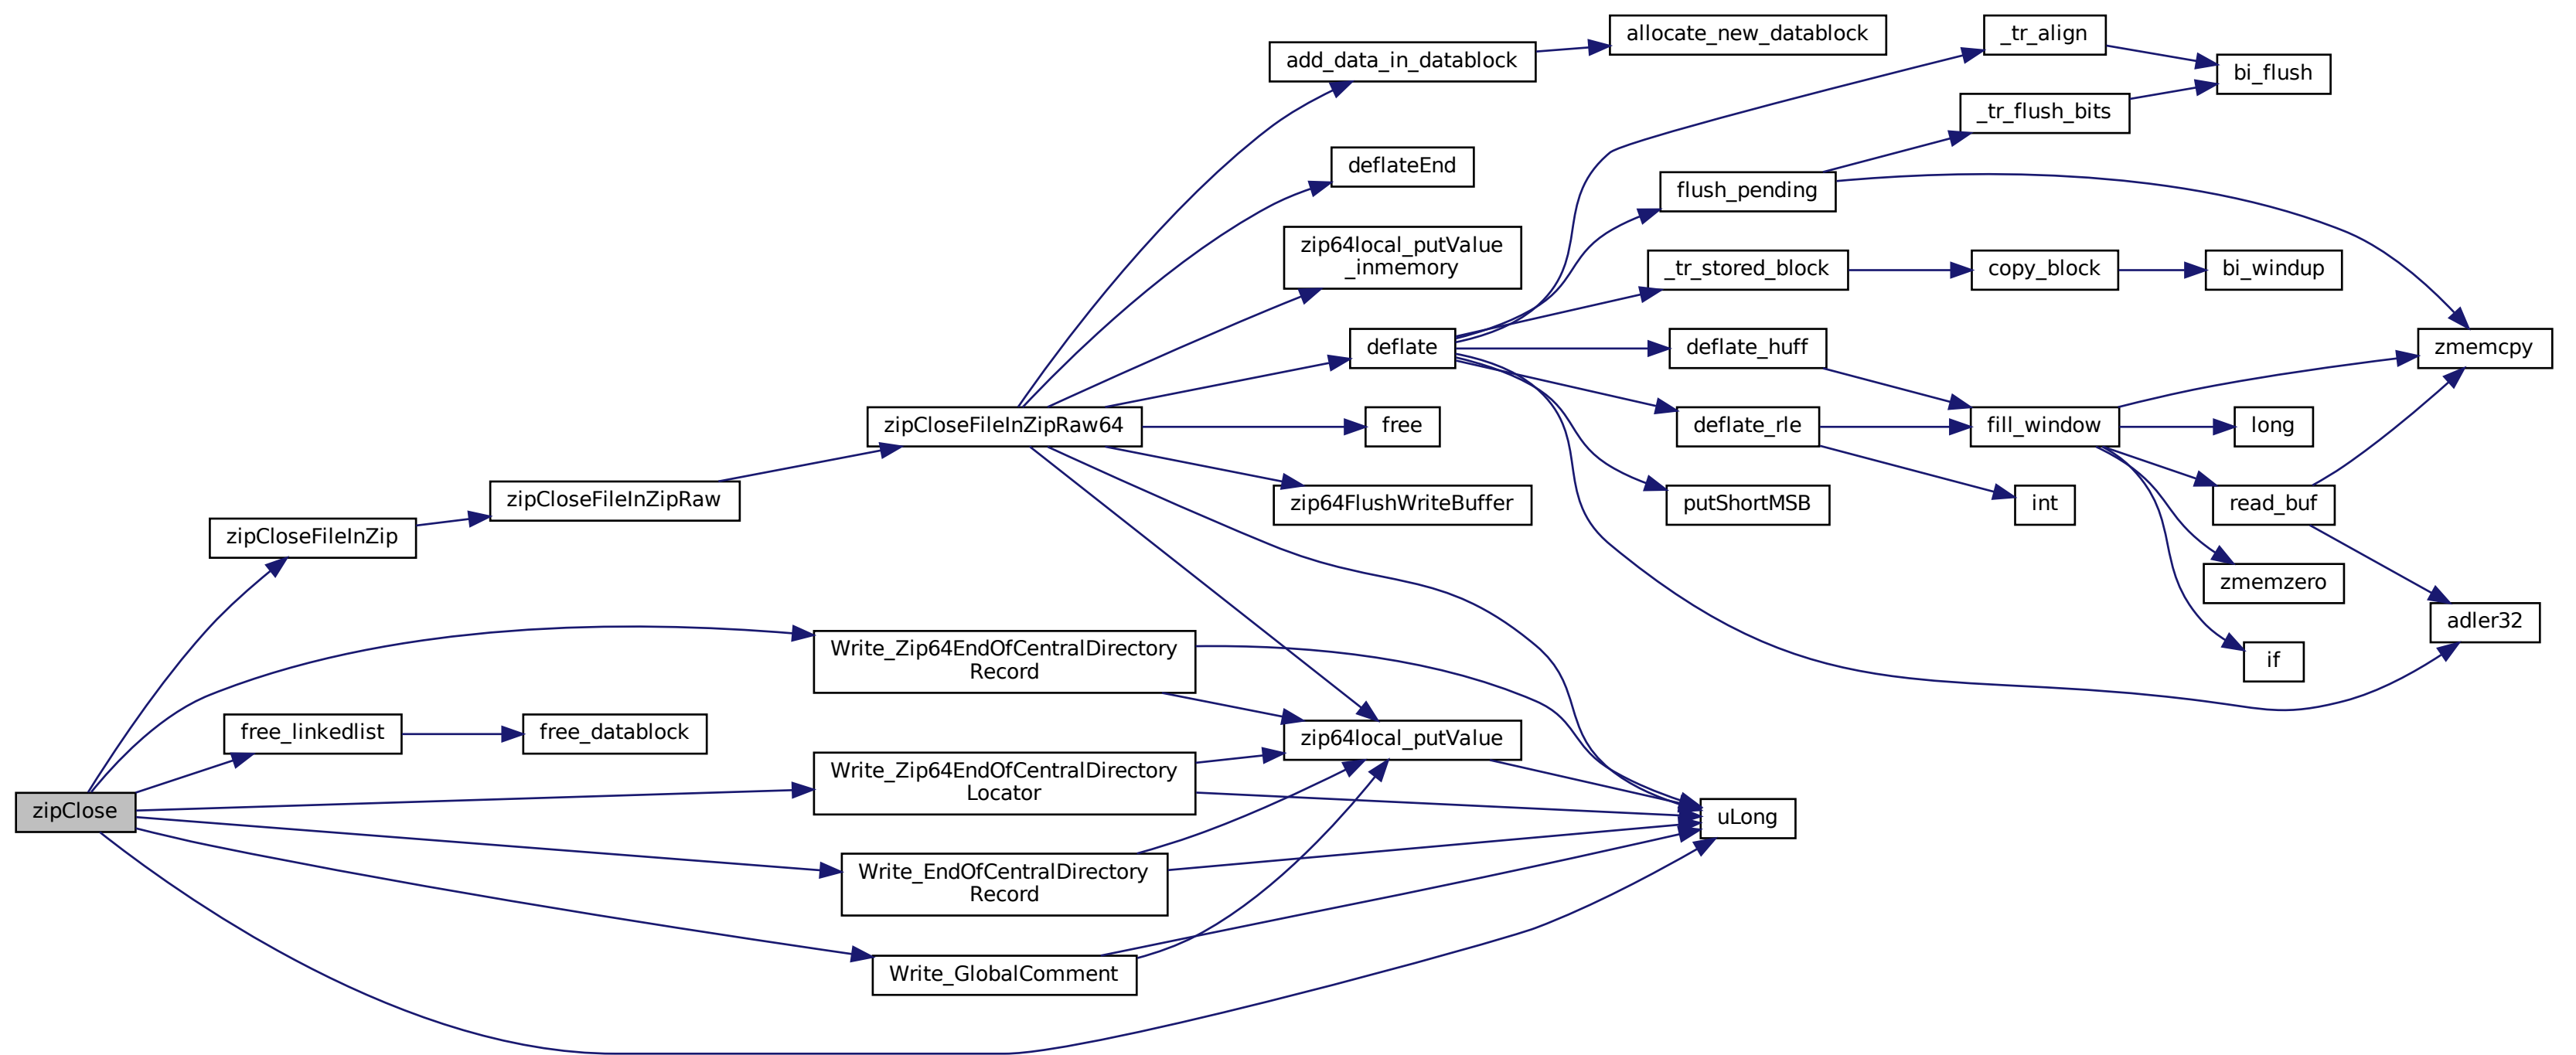 zipClose
zipCloseFileInZip
zipCloseFileInZipRaw
zipCloseFileInZipRaw64
add_data_in_datablock
allocate_new_datablock
deflateEnd
zip64local_putValue
_inmemory
deflate
free
zip64FlushWriteBuffer
_tr_align
bi_flush
_tr_flush_bits
flush_pending
_tr_stored_block
copy_block
bi_windup
deflate_huff
zmemcpy
deflate_rle
fill_window
long
putShortMSB
int
read_buf
zmemzero
adler32
if
Write_Zip64EndOfCentralDirectory
Record
free_linkedlist
free_datablock
zip64local_putValue
Write_Zip64EndOfCentralDirectory
Locator
uLong
Write_EndOfCentralDirectory
Record
Write_GlobalComment